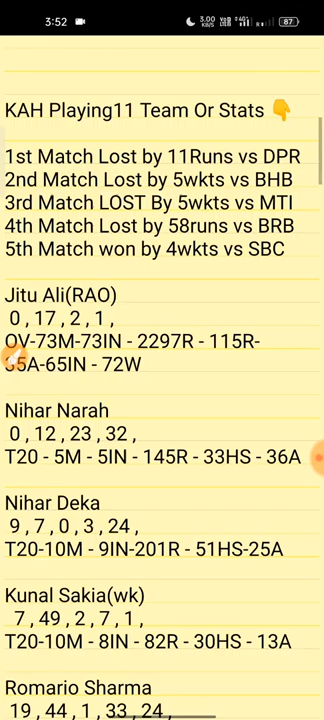 3:52
3.00 KB/S
87
KAH Playing11 Team Or Stats 👇
1st Match Lost by 11Runs vs DPR
2nd Match Lost by 5wkts vs BHB
3rd Match LOST By 5wkts vs MTI
4th Match Lost by 58runs vs BRB
5th Match won by 4wkts vs SBC
Jitu Ali(RAO)
0 , 17 , 2 , 1 ,
OV-73M-73IN - 2297R - 115R-
35A-65IN - 72W
Nihar Narah
0 , 12 , 23 , 32 ,
T20 - 5M - 5IN - 145R - 33HS - 36A
Nihar Deka
9 , 7 , 0 , 3 , 24 ,
T20-10M - 9IN-201R - 51HS-25A
Kunal Sakia(wk)
7 , 49 , 2 , 7 , 1 ,
T20-10M - 8IN - 82R - 30HS - 13A
Romario Sharma
19 , 44 , 1 , 33 , 24 ,